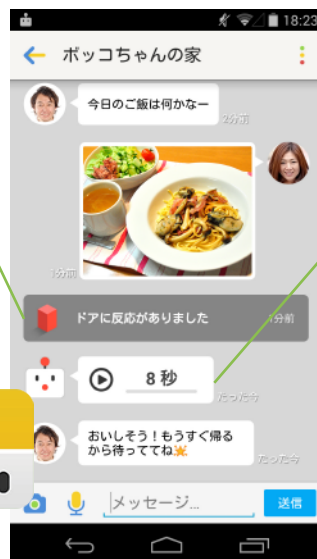 18:23
ボッコちゃんの家
今日のご飯は何かなー
2分前
1分前
ドアに反応がありました
1分前
8 秒
たった今
おいしそう！もうすぐ帰る
から待っててね
たった今
メッセージ...
送信